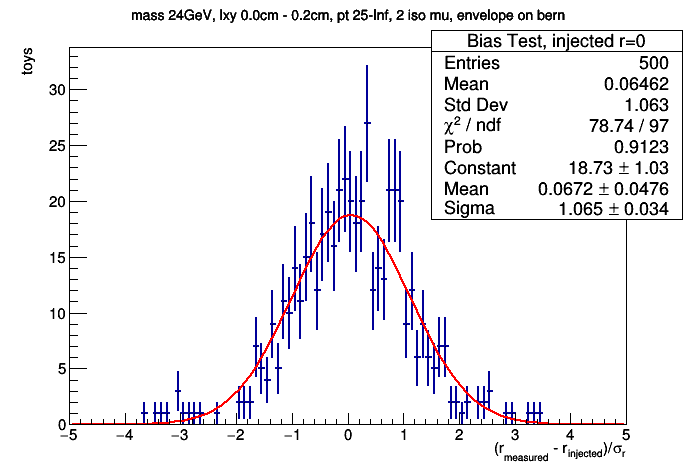 mass 24GeV, lxy 0.0cm - 0.2cm, pt 25-Inf, 2 iso mu, envelope on bern
Bias Test, injected r=0
Entries 500
Mean 0.06462
Std Dev 1.063
χ² / ndf 78.74 / 97
Prob 0.9123
Constant 18.73 ± 1.03
Mean 0.0672 ± 0.0476
Sigma 1.065 ± 0.034
toys
30
25
20
15
10
5
0
−5 −4 −3 −2 −1 0 1 2 3 4 5
(r_measured - r_injected)/σ_r